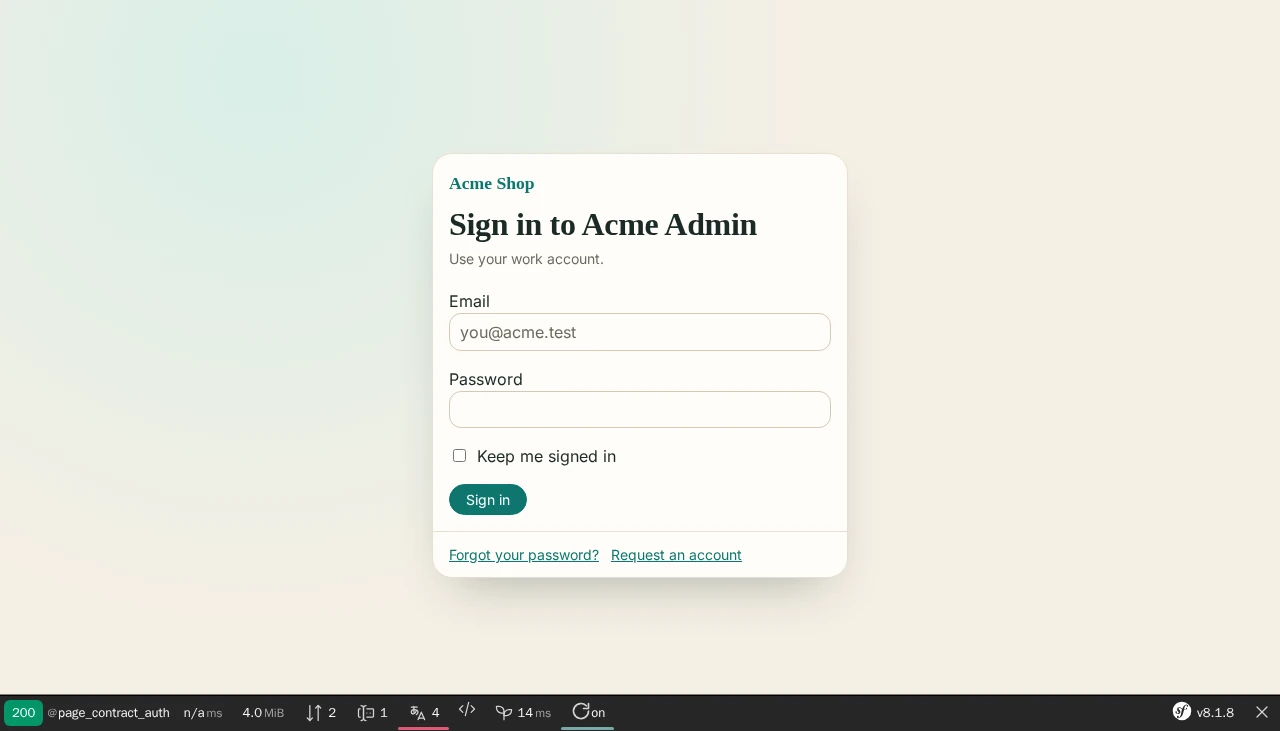 Acme Shop
Sign in to Acme Admin
Use your work account.
Email
you@acme.test
Password
Keep me signed in
Sign in
Forgot your password? Request an account
200 @page_contract_auth n/a ms 4.0 MiB 2 1 4 14 ms on v8.1.8